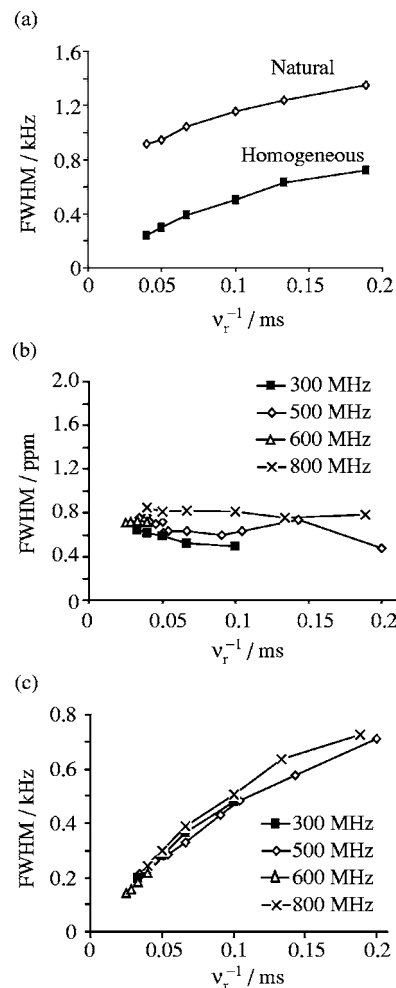 (a)
1.6
1.2
0.8
0.4
0
FWHM / kHz
Natural
Homogeneous
0 0.05 0.1 0.15 0.2
νr⁻¹ / ms
(b)
2.0
1.6
1.2
0.8
0.4
0
FWHM / ppm
300 MHz
500 MHz
600 MHz
800 MHz
0 0.05 0.1 0.15 0.2
νr⁻¹ / ms
(c)
0.8
0.6
0.4
0.2
0
FWHM / kHz
300 MHz
500 MHz
600 MHz
800 MHz
0 0.05 0.1 0.15 0.2
νr⁻¹ / ms